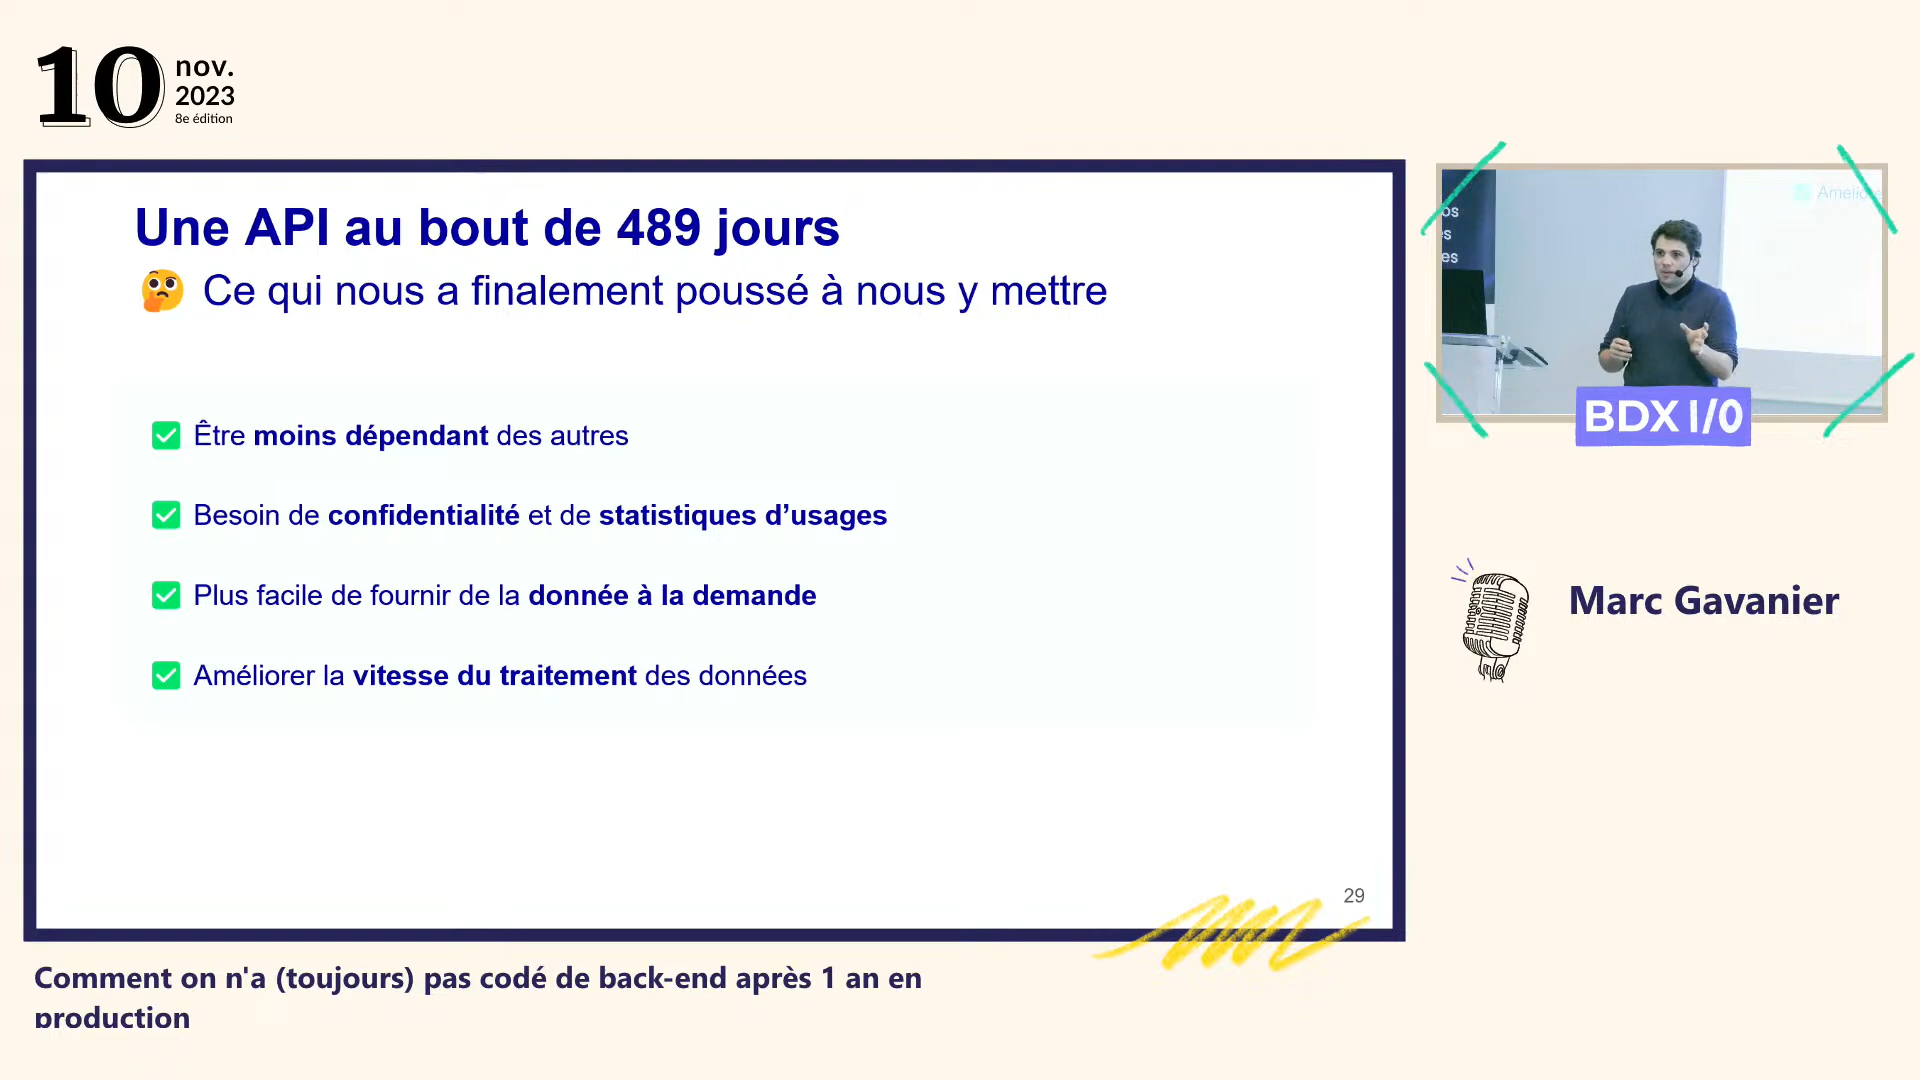 10
nov.
2023
8e édition
Une API au bout de 489 jours
Ce qui nous a finalement poussé à nous y mettre
Être moins dépendant des autres
Besoin de confidentialité et de statistiques d’usages
Plus facile de fournir de la donnée à la demande
Améliorer la vitesse du traitement des données
29
BDX I/O
Marc Gavanier
Comment on n'a (toujours) pas codé de back-end après 1 an en
production